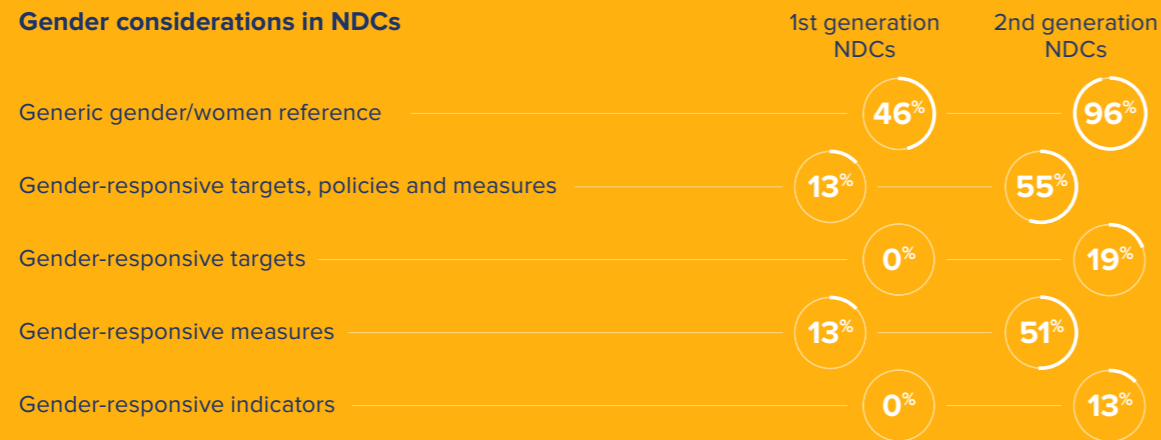 Gender considerations in NDCs
1st generation
NDCs
2nd generation
NDCs
Generic gender/women reference 46% 96%
Gender-responsive targets, policies and measures 13% 55%
Gender-responsive targets 0% 19%
Gender-responsive measures 13% 51%
Gender-responsive indicators 0% 13%